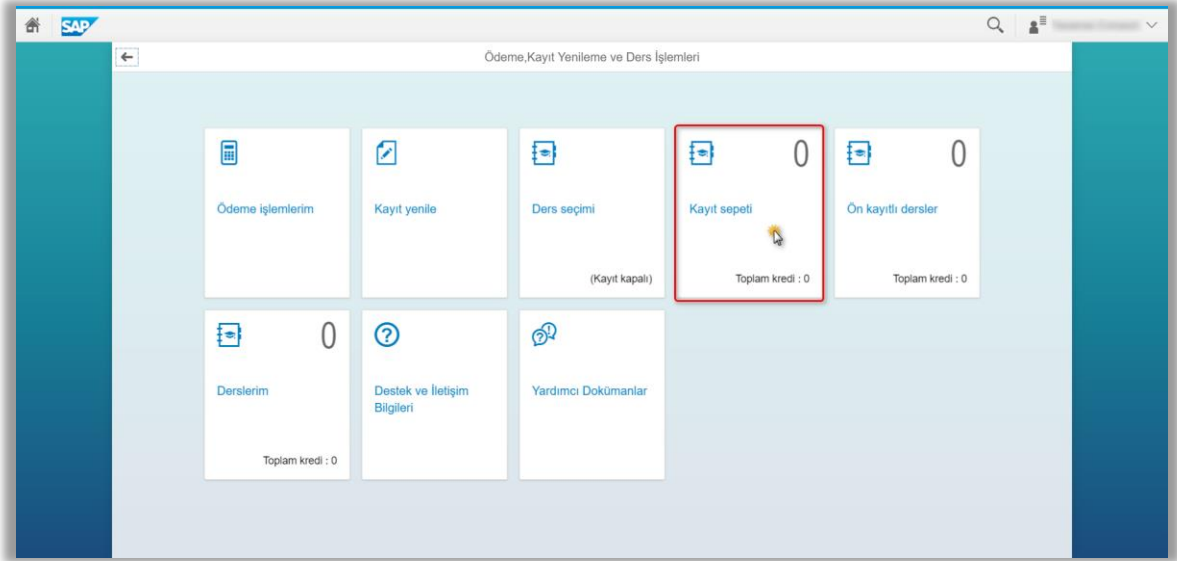 SAP
Ödeme,Kayıt Yenileme ve Ders İşlemleri
Ödeme işlemlerim
Kayıt yenile
Ders seçimi
(Kayıt kapalı)
0
Kayıt sepeti
Toplam kredi : 0
0
Ön kayıtlı dersler
Toplam kredi : 0
0
Derslerim
Toplam kredi : 0
Destek ve İletişim
Bilgileri
Yardımcı Dokümanlar